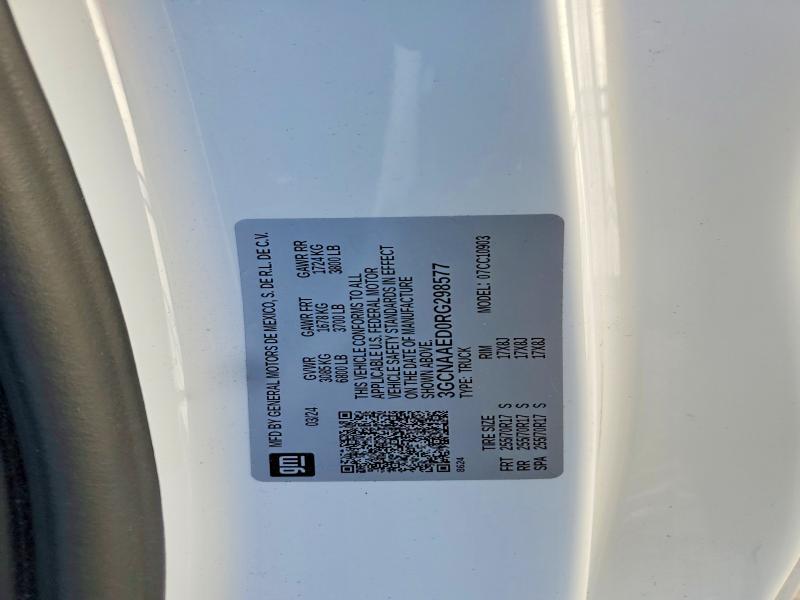 gm
MFD BY GENERAL MOTORS DE MEXICO, S. DE R.L. DE C.V.
03/24 GVWR GAWR FRT GAWR RR
3085 KG 1678 KG 1724 KG
6800 LB 3700 LB 3800 LB
THIS VEHICLE CONFORMS TO ALL
APPLICABLE U.S. FEDERAL MOTOR
VEHICLE SAFETY STANDARDS IN EFFECT
ON THE DATE OF MANUFACTURE
SHOWN ABOVE.
3GCNAAED0RG298577
8624 TYPE: TRUCK MODEL: 07CC10903
TIRE SIZE RIM
FRT 255/70R17 S 17X8J
RR 255/70R17 S 17X8J
SPA 255/70R17 S 17X8J